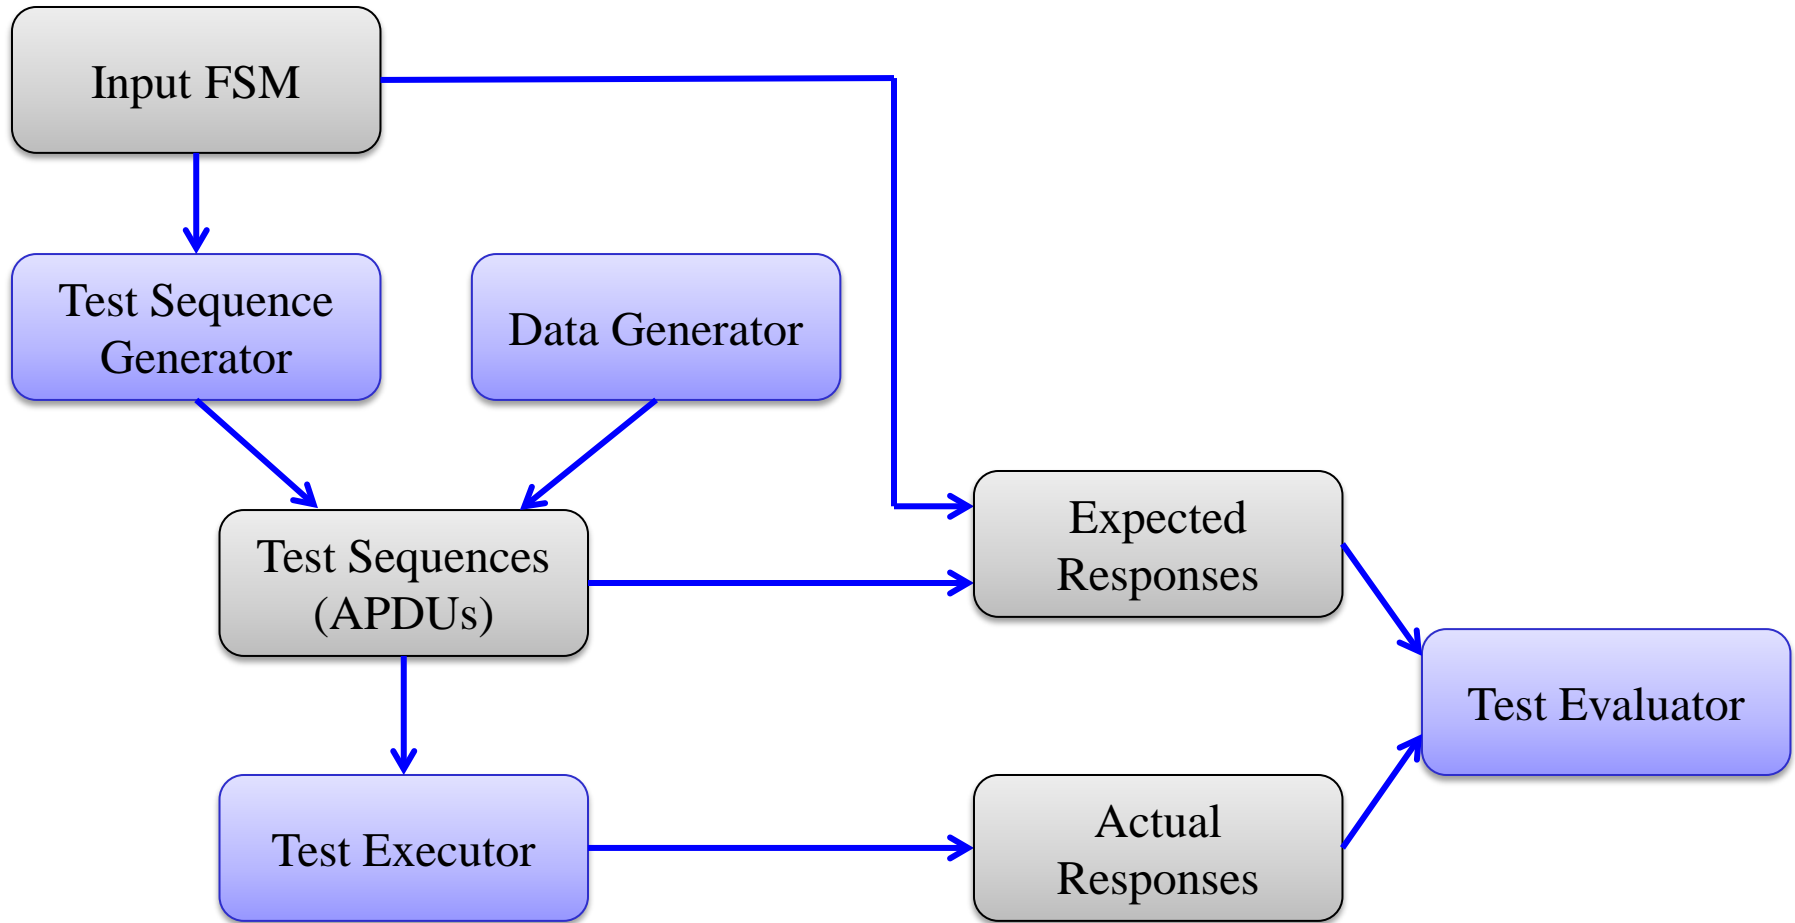 Input FSM
Test Sequence
Generator
Data Generator
Test Sequences
(APDUs)
Expected
Responses
Test Evaluator
Test Executor
Actual
Responses